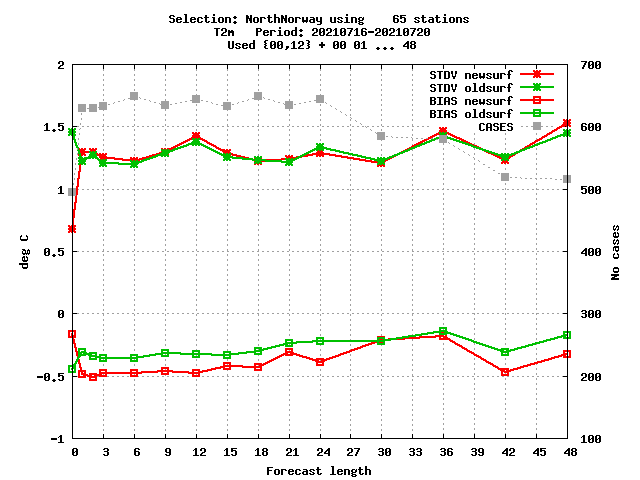 Selection: NorthNorway using    65 stations
T2m   Period: 20210716-20210720
Used {00,12} + 00 01 ... 48
STDV newsurf
STDV oldsurf
BIAS newsurf
BIAS oldsurf
CASES
2
1.5
1
0.5
0
-0.5
-1
deg C
700
600
500
400
300
200
100
No cases
0 3 6 9 12 15 18 21 24 27 30 33 36 39 42 45 48
Forecast length